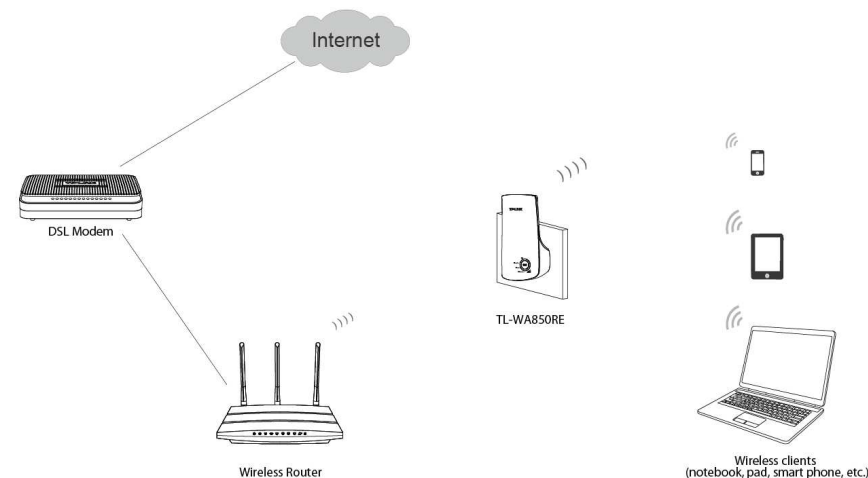 Internet
DSL Modem
TL-WA850RE
Wireless Router
Wireless clients
(notebook, pad, smart phone, etc.)